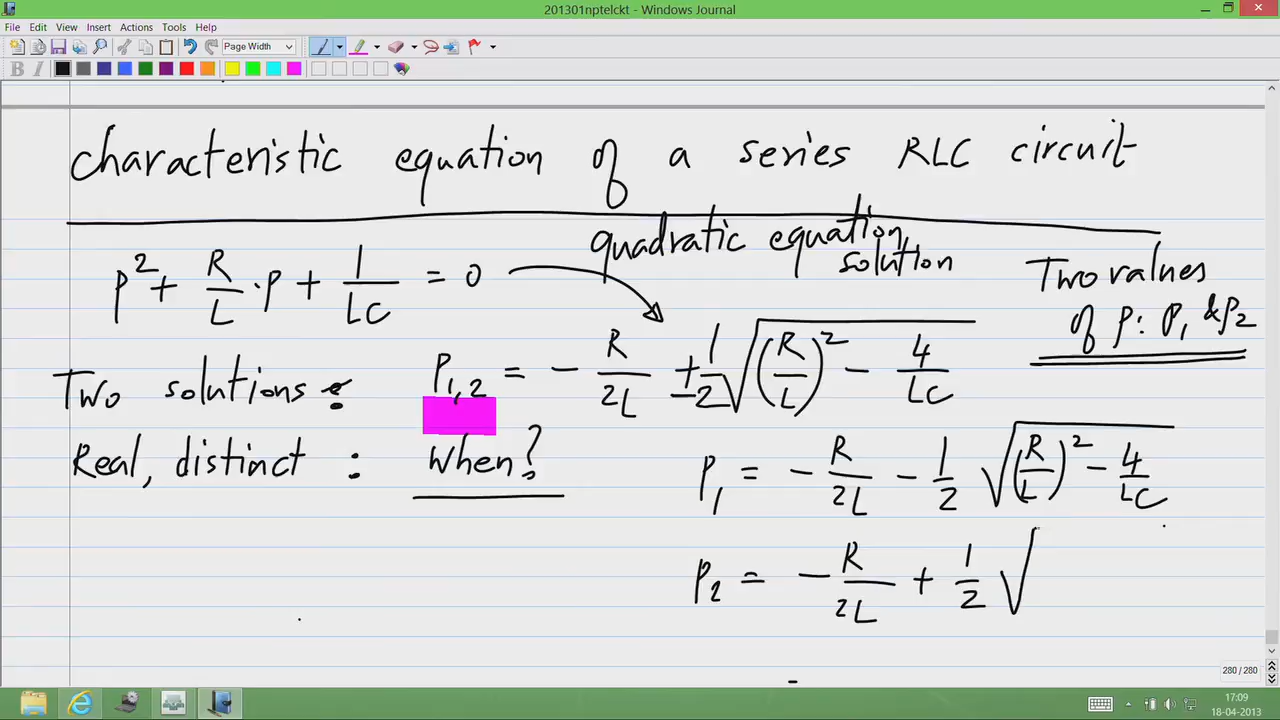 201301nptelckt - Windows Journal
File Edit View Insert Actions Tools Help
Page Width
B I
characteristic equation of a series RLC circuit
quadratic equation solution
p² + R/L · p + 1/LC = 0
Two values of p: p₁ & p₂
Two solutions: p₁,₂ = - R/2L ± 1/2 √((R/L)² - 4/LC)
Real, distinct : When?
p₁ = - R/2L - 1/2 √((R/L)² - 4/LC)
p₂ = - R/2L + 1/2 √
280 / 280
17:09
18-04-2013